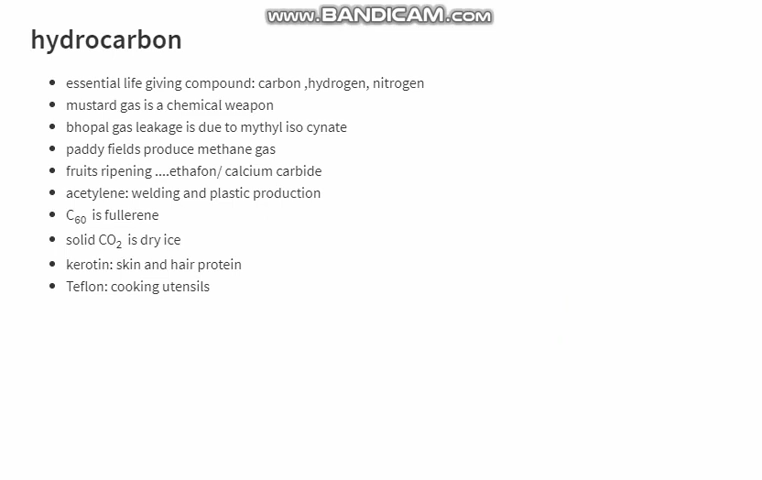 www.BANDICAM.com
hydrocarbon
• essential life giving compound: carbon ,hydrogen, nitrogen
• mustard gas is a chemical weapon
• bhopal gas leakage is due to mythyl iso cynate
• paddy fields produce methane gas
• fruits ripening ....ethafon/ calcium carbide
• acetylene: welding and plastic production
• C₆₀ is fullerene
• solid CO₂ is dry ice
• kerotin: skin and hair protein
• Teflon: cooking utensils